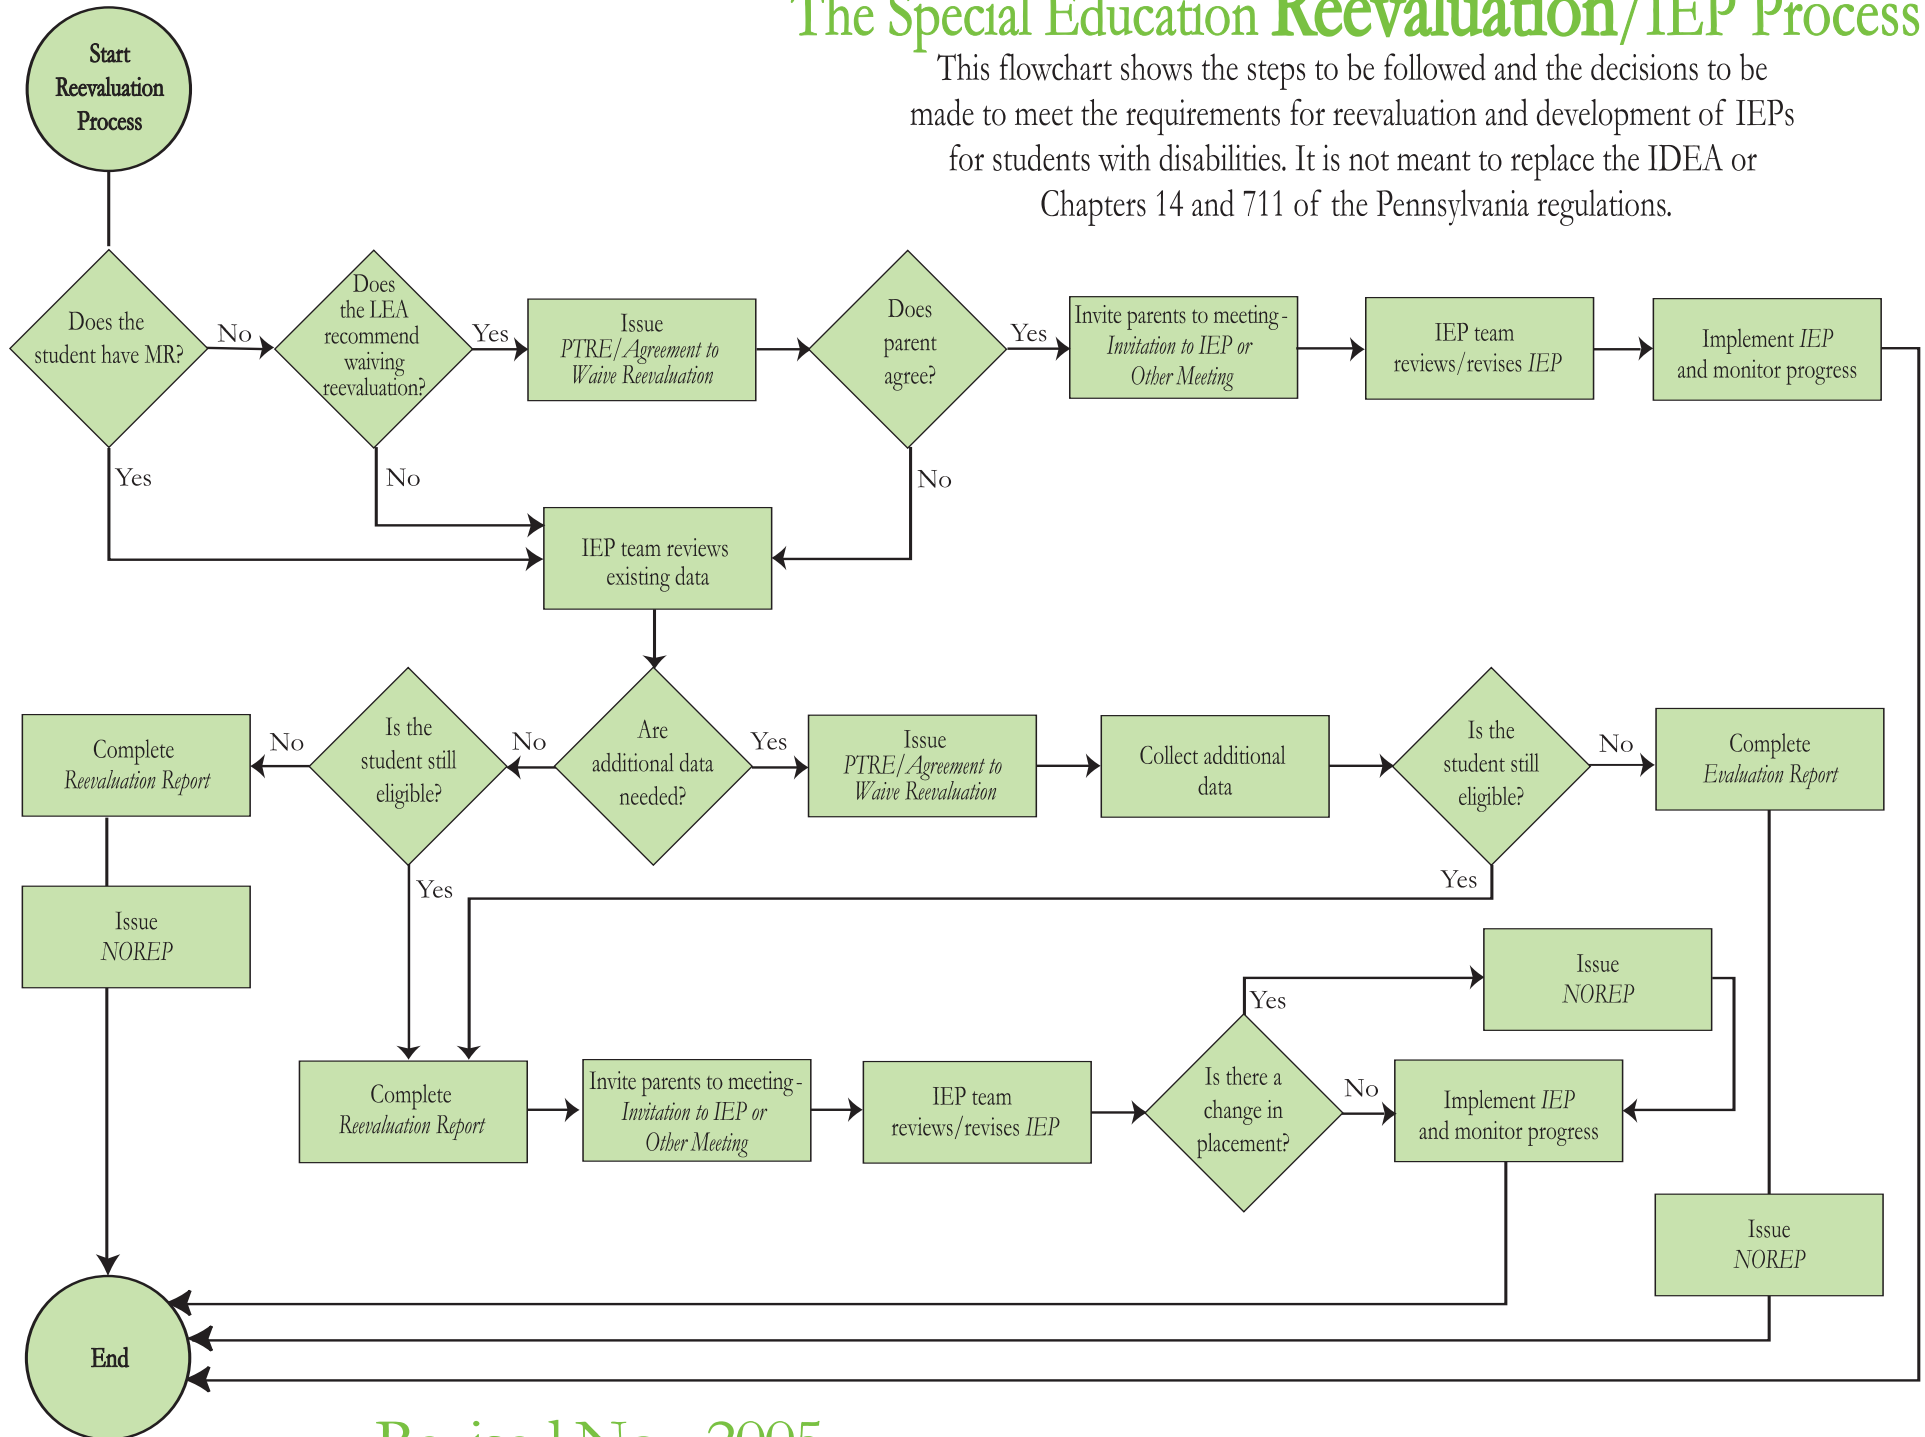 The Special Education Reevaluation/IEP Process
This flowchart shows the steps to be followed and the decisions to be
made to meet the requirements for reevaluation and development of IEPs
for students with disabilities. It is not meant to replace the IDEA or
Chapters 14 and 711 of the Pennsylvania regulations.
Start
Reevaluation
Process
Does the
student have MR?
No
Yes
Does
the LEA
recommend
waiving
reevaluation?
Yes
No
Issue
PTRE/Agreement to
Waive Reevaluation
Does
parent
agree?
Yes
No
Invite parents to meeting-
Invitation to IEP or
Other Meeting
IEP team
reviews/revises IEP
Implement IEP
and monitor progress
IEP team reviews
existing data
Complete
Reevaluation Report
No
Is the
student still
eligible?
Yes
No
Are
additional data
needed?
Yes
Issue
PTRE/Agreement to
Waive Reevaluation
Collect additional
data
Is the
student still
eligible?
Yes
No
Complete
Evaluation Report
Issue
NOREP
Complete
Reevaluation Report
Invite parents to meeting-
Invitation to IEP or
Other Meeting
IEP team
reviews/revises IEP
Is there a
change in
placement?
Yes
No
Issue
NOREP
Implement IEP
and monitor progress
Issue
NOREP
End
Revised Nov. 2005